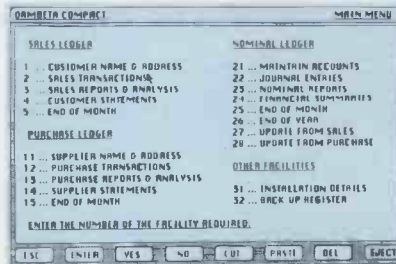 OAMBETA COMPACT
MAIN MENU
SALES LEDGER
1 ... CUSTOMER NAME & ADDRESS
2 ... SALES TRANSACTIONS
3 ... SALES REPORTS & ANALYSIS
4 ... CUSTOMER STATEMENTS
5 ... END OF MONTH
PURCHASE LEDGER
11 ... SUPPLIER NAME & ADDRESS
12 ... PURCHASE TRANSACTIONS
13 ... PURCHASE REPORTS & ANALYSIS
14 ... SUPPLIER STATEMENTS
15 ... END OF MONTH
NOMINAL LEDGER
21 ... MAINTAIN ACCOUNTS
22 ... JOURNAL ENTRIES
23 ... NOMINAL REPORTS
24 ... FINANCIAL SUMMARIES
25 ... END OF MONTH
26 ... END OF YEAR
27 ... UPDATE FROM SALES
28 ... UPDATE FROM PURCHASE
OTHER FACILITIES
31 ... INSTALLATION DETAILS
32 ... BACK UP REGISTER
ENTER THE NUMBER OF THE FACILITY REQUIRED.
ESC ENTER YES NO CUT PASTE DEL EJECT